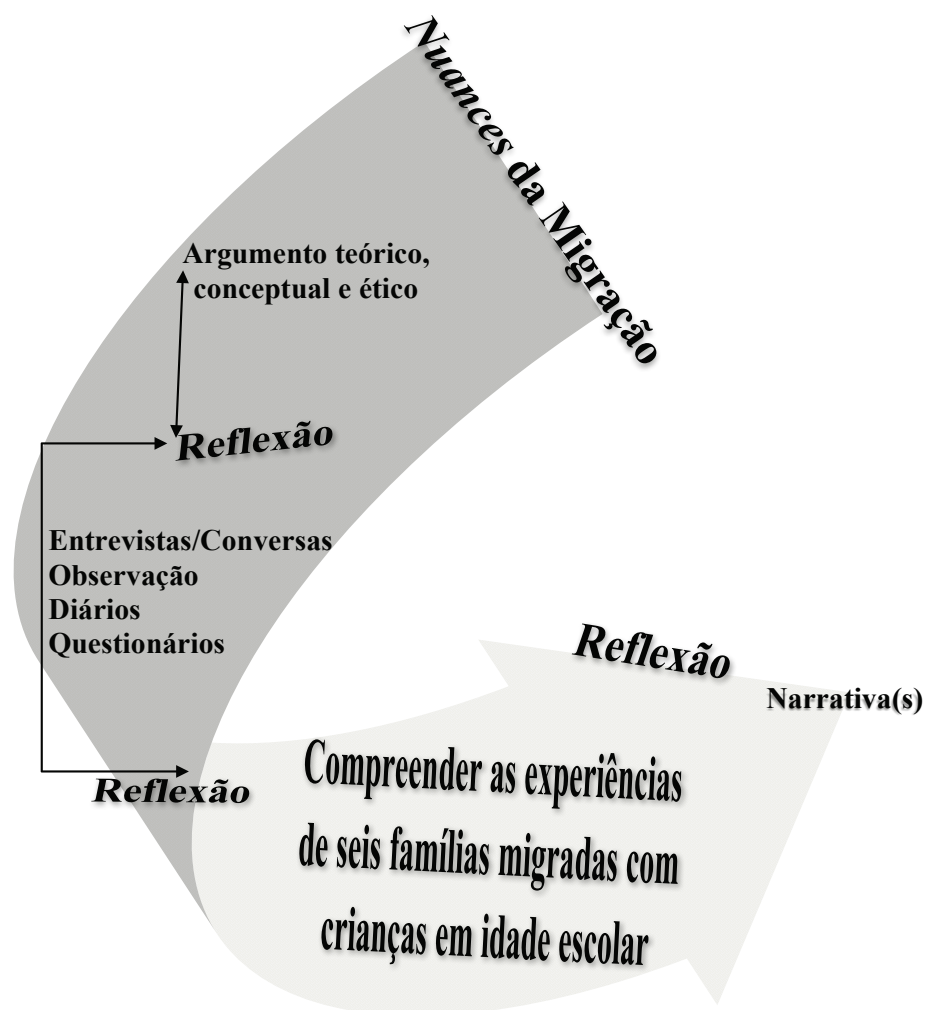 Nuances da Migração
Argumento teórico,
conceptual e ético
Reflexão
Entrevistas/Conversas
Observação
Diários
Questionários
Reflexão
Reflexão
Narrativa(s)
Compreender as experiências
de seis famílias migradas com
crianças em idade escolar